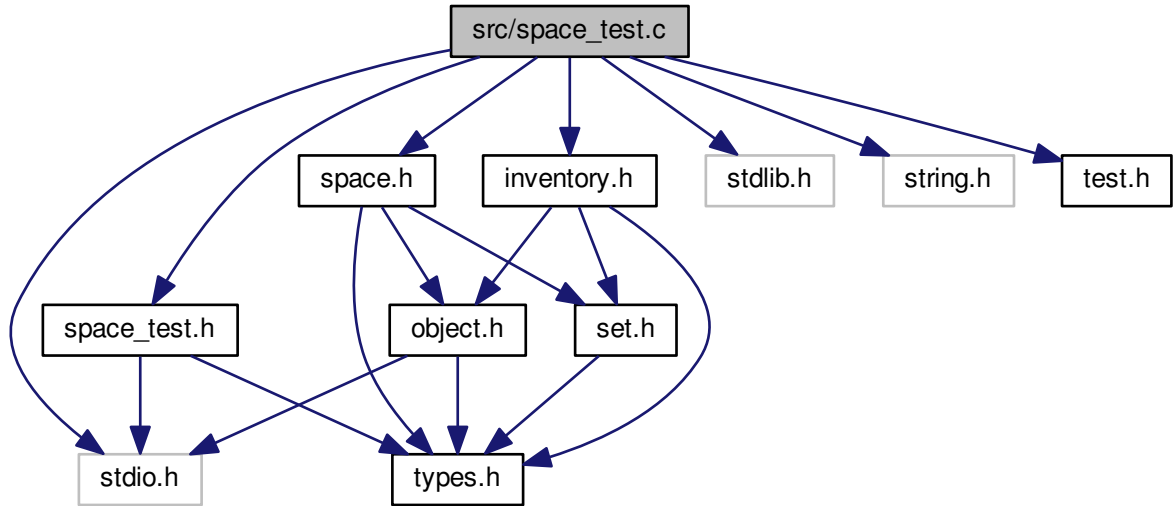 src/space_test.c
space.h
inventory.h
stdlib.h
string.h
test.h
space_test.h
object.h
set.h
stdio.h
types.h